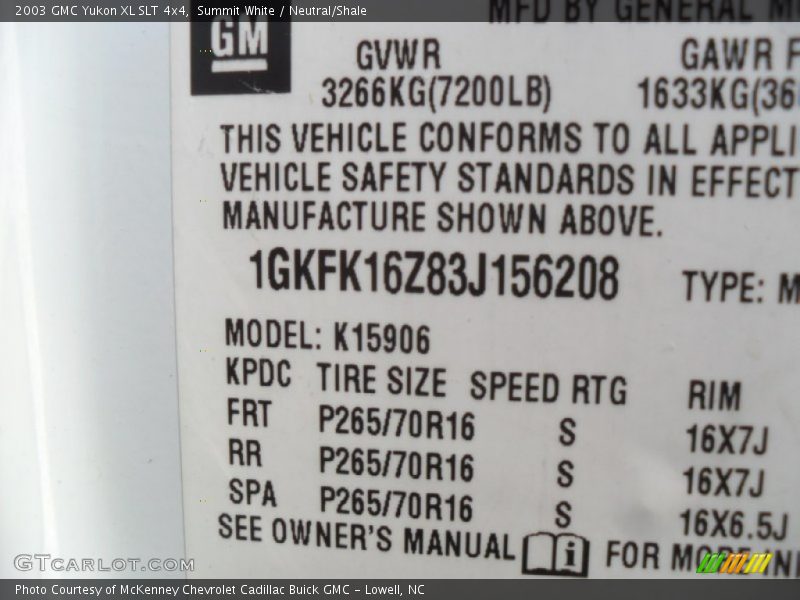 2003 GMC Yukon XL SLT 4x4, Summit White / Neutral/Shale
MFD BY GENERAL
GM
GVWR GAWR
3266KG(7200LB) 1633KG(36
THIS VEHICLE CONFORMS TO ALL APPLI
VEHICLE SAFETY STANDARDS IN EFFECT
MANUFACTURE SHOWN ABOVE.
1GKFK16Z83J156208 TYPE: M
MODEL: K15906
KPDC TIRE SIZE SPEED RTG RIM
FRT P265/70R16 S 16X7J
RR P265/70R16 S 16X7J
SPA P265/70R16 S 16X6.5J
SEE OWNER'S MANUAL i FOR MORE
GTcarlot.com
Photo Courtesy of McKenney Chevrolet Cadillac Buick GMC - Lowell, NC